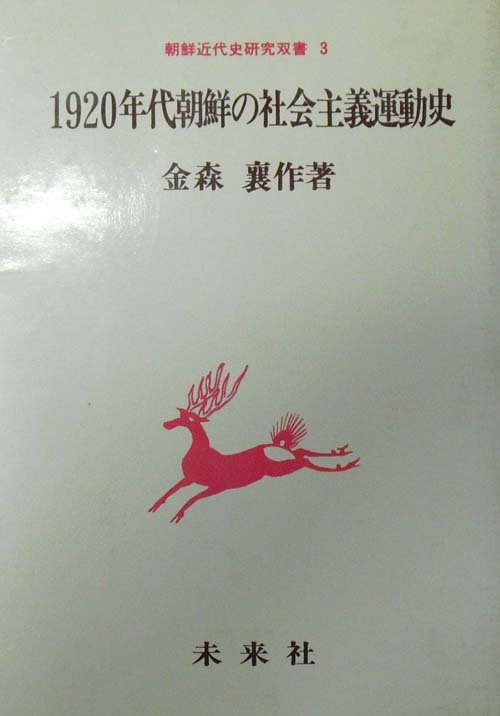 朝鮮近代史研究双書 3
1920年代朝鮮の社会主義運動史
金森 襄作著
未来社